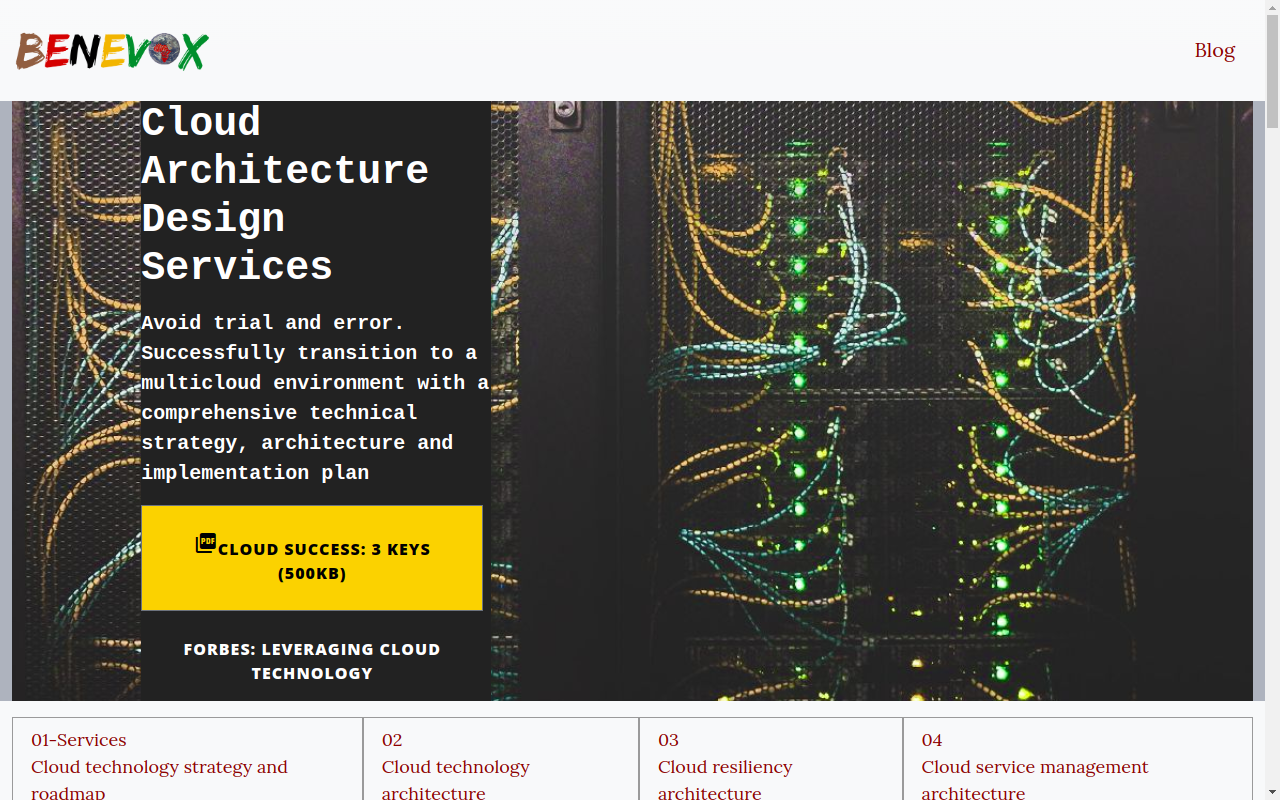 BENEVOX
Blog
Cloud
Architecture
Design
Services
Avoid trial and error.
Successfully transition to a
multicloud environment with a
comprehensive technical
strategy, architecture and
implementation plan
PDF
CLOUD SUCCESS: 3 KEYS
(500KB)
FORBES: LEVERAGING CLOUD
TECHNOLOGY
01-Services
Cloud technology strategy and
roadmap
02
Cloud technology
architecture
03
Cloud resiliency
architecture
04
Cloud service management
architecture